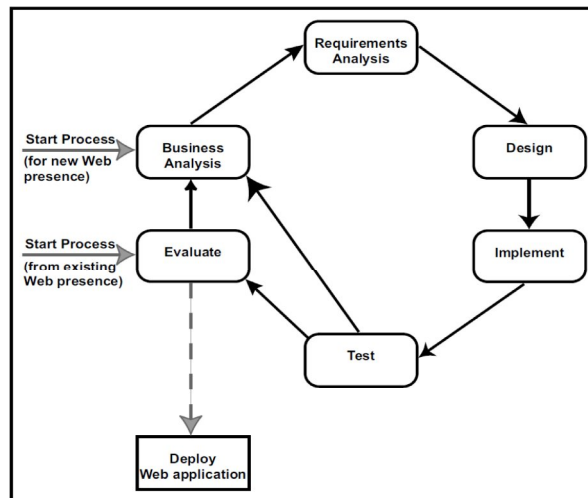 Requirements
Analysis
Start Process
(for new Web
presence)
Business
Analysis
Design
Start Process
(from existing
Web presence)
Evaluate
Implement
Test
Deploy
Web application